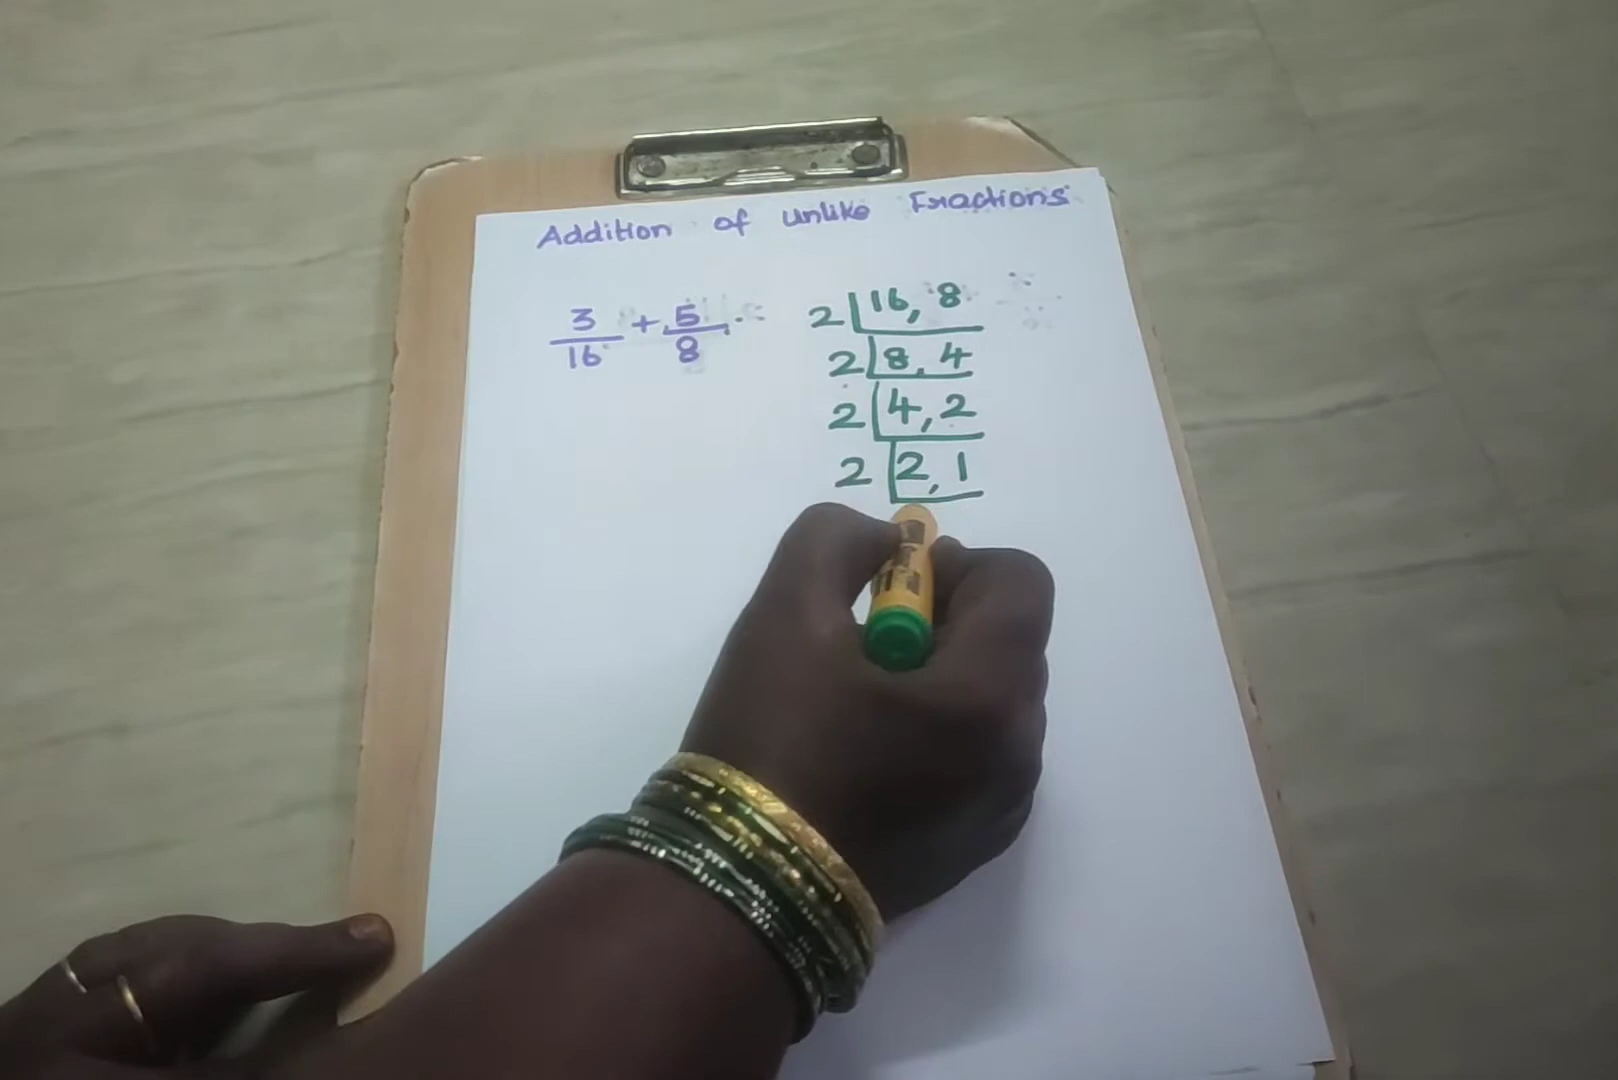 Addition of unlike Fractions
3/16 + 5/8
2 | 16, 8
2 | 8, 4
2 | 4, 2
2 | 2, 1